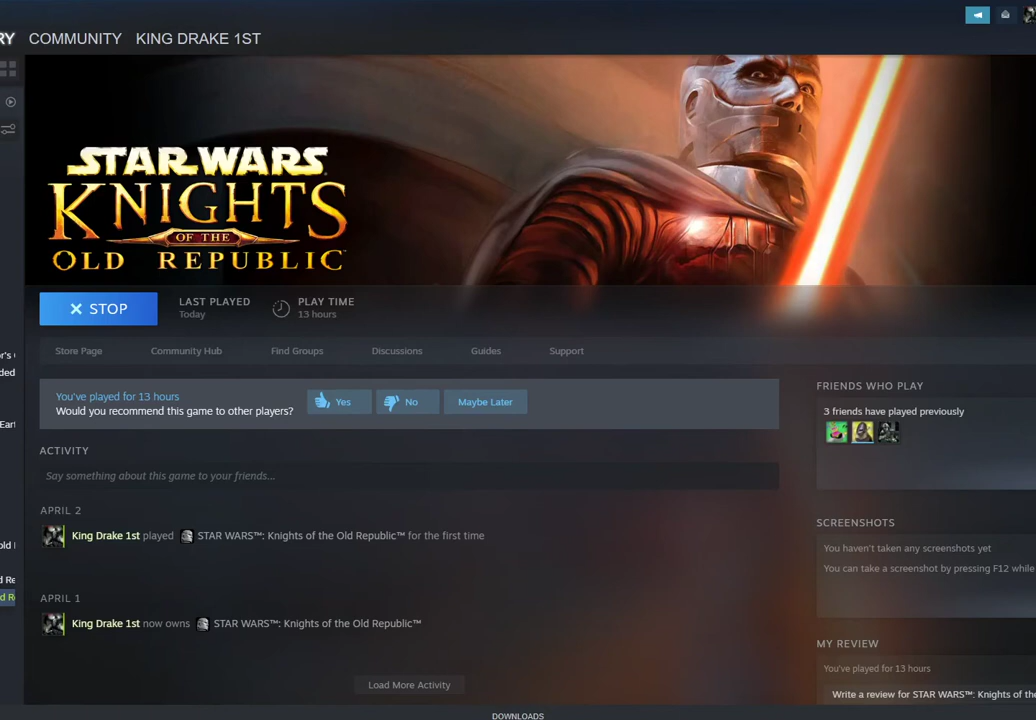 RY COMMUNITY KING DRAKE 1ST
STAR WARS
KNIGHTS
OF THE
OLD REPUBLIC™
STOP
LAST PLAYED
Today
PLAY TIME
13 hours
Store Page Community Hub Find Groups Discussions Guides Support
You've played for 13 hours
Would you recommend this game to other players?
Yes
No
Maybe Later
FRIENDS WHO PLAY
3 friends have played previously
ACTIVITY
Say something about this game to your friends...
APRIL 2
King Drake 1st played STAR WARS™: Knights of the Old Republic™ for the first time
SCREENSHOTS
You haven't taken any screenshots yet
You can take a screenshot by pressing F12 while
APRIL 1
King Drake 1st now owns STAR WARS™: Knights of the Old Republic™
MY REVIEW
You've played for 13 hours
Write a review for STAR WARS™: Knights of the
Load More Activity
DOWNLOADS